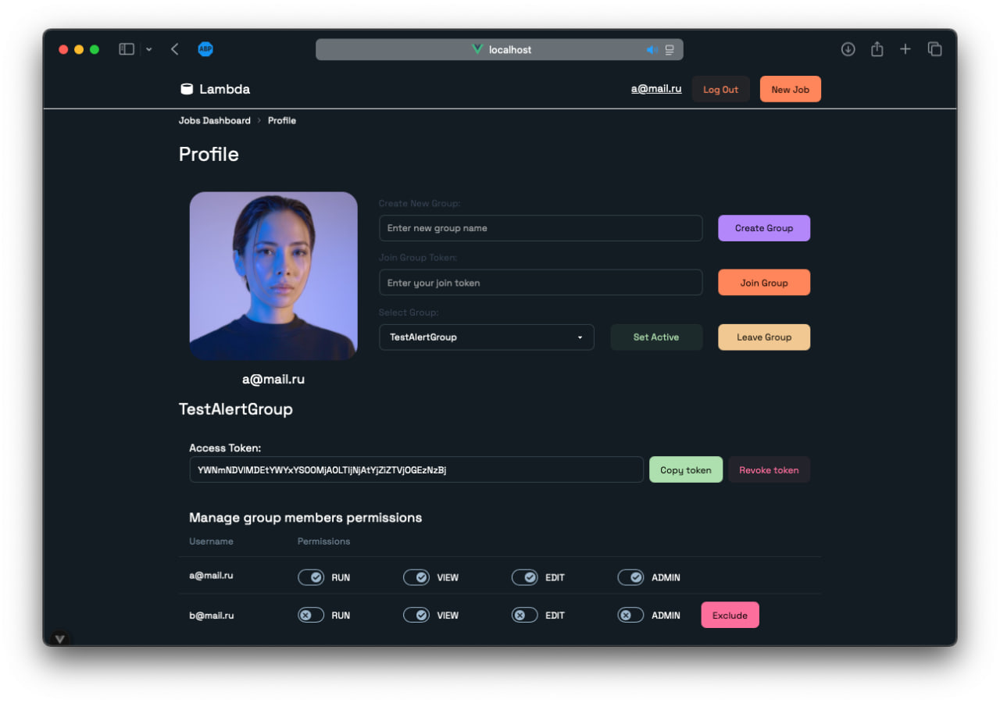 ABP
localhost
Lambda
a@mail.ru
Log Out
New Job
Jobs Dashboard › Profile
Profile
Create New Group:
Enter new group name
Create Group
Join Group Token:
Enter your join token
Join Group
Select Group:
TestAlertGroup
Set Active
Leave Group
a@mail.ru
TestAlertGroup
Access Token:
Copy token
Revoke token
Manage group members permissions
Username Permissions
a@mail.ru RUN VIEW EDIT ADMIN
b@mail.ru RUN VIEW EDIT ADMIN Exclude